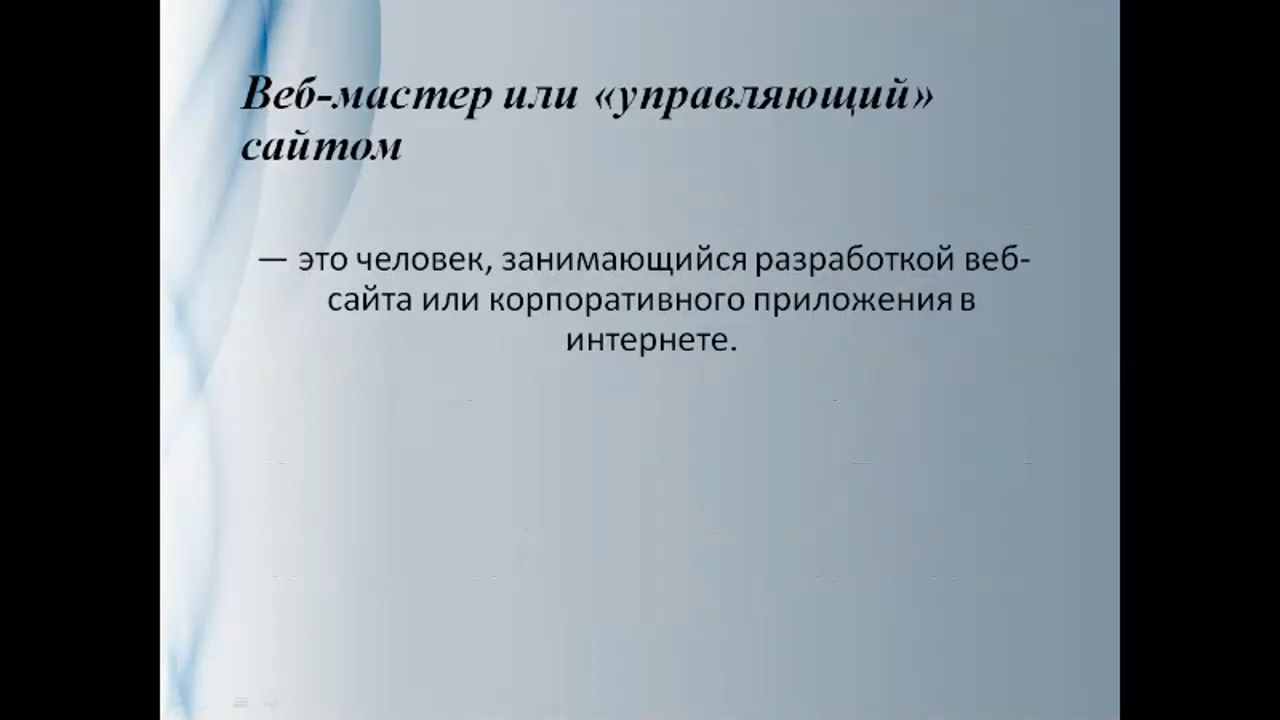 Веб-мастер или «управляющий»
сайтом
— это человек, занимающийся разработкой веб-
сайта или корпоративного приложения в
интернете.